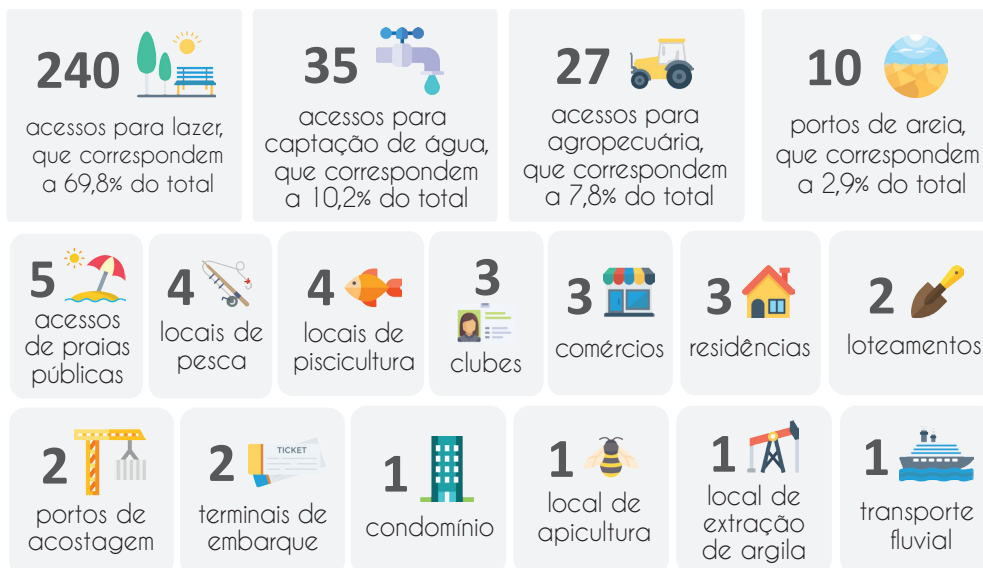 240
acessos para lazer,
que correspondem
a 69,8% do total
35
acessos para
captação de água,
que correspondem
a 10,2% do total
27
acessos para
agropecuária,
que correspondem
a 7,8% do total
10
portos de areia,
que correspondem
a 2,9% do total
5
acessos
de praias
públicas
4
locais de
pesca
4
locais de
piscicultura
3
clubes
3
comércios
3
residências
2
loteamentos
2
portos de
acostagem
2
TICKET
terminais de
embarque
1
condomínio
1
local de
apicultura
1
local de
extração
de argila
1
transporte
fluvial